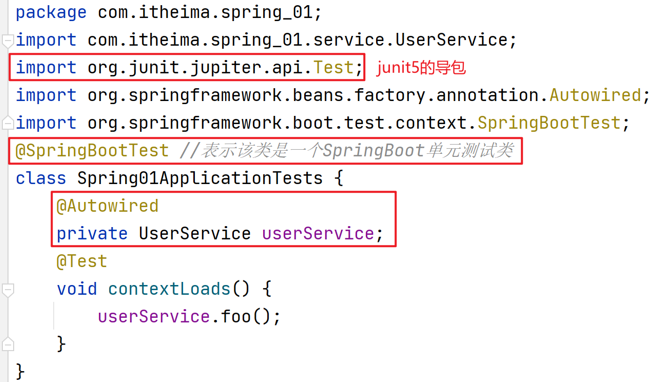 package com.itheima.spring_01;
import com.itheima.spring_01.service.UserService;
import org.junit.jupiter.api.Test; junit5的导包
import org.springframework.beans.factory.annotation.Autowired;
import org.springframework.boot.test.context.SpringBootTest;
@SpringBootTest //表示该类是一个SpringBoot单元测试类
class Spring01ApplicationTests {
@Autowired
private UserService userService;
@Test
void contextLoads() {
userService.foo();
}
}